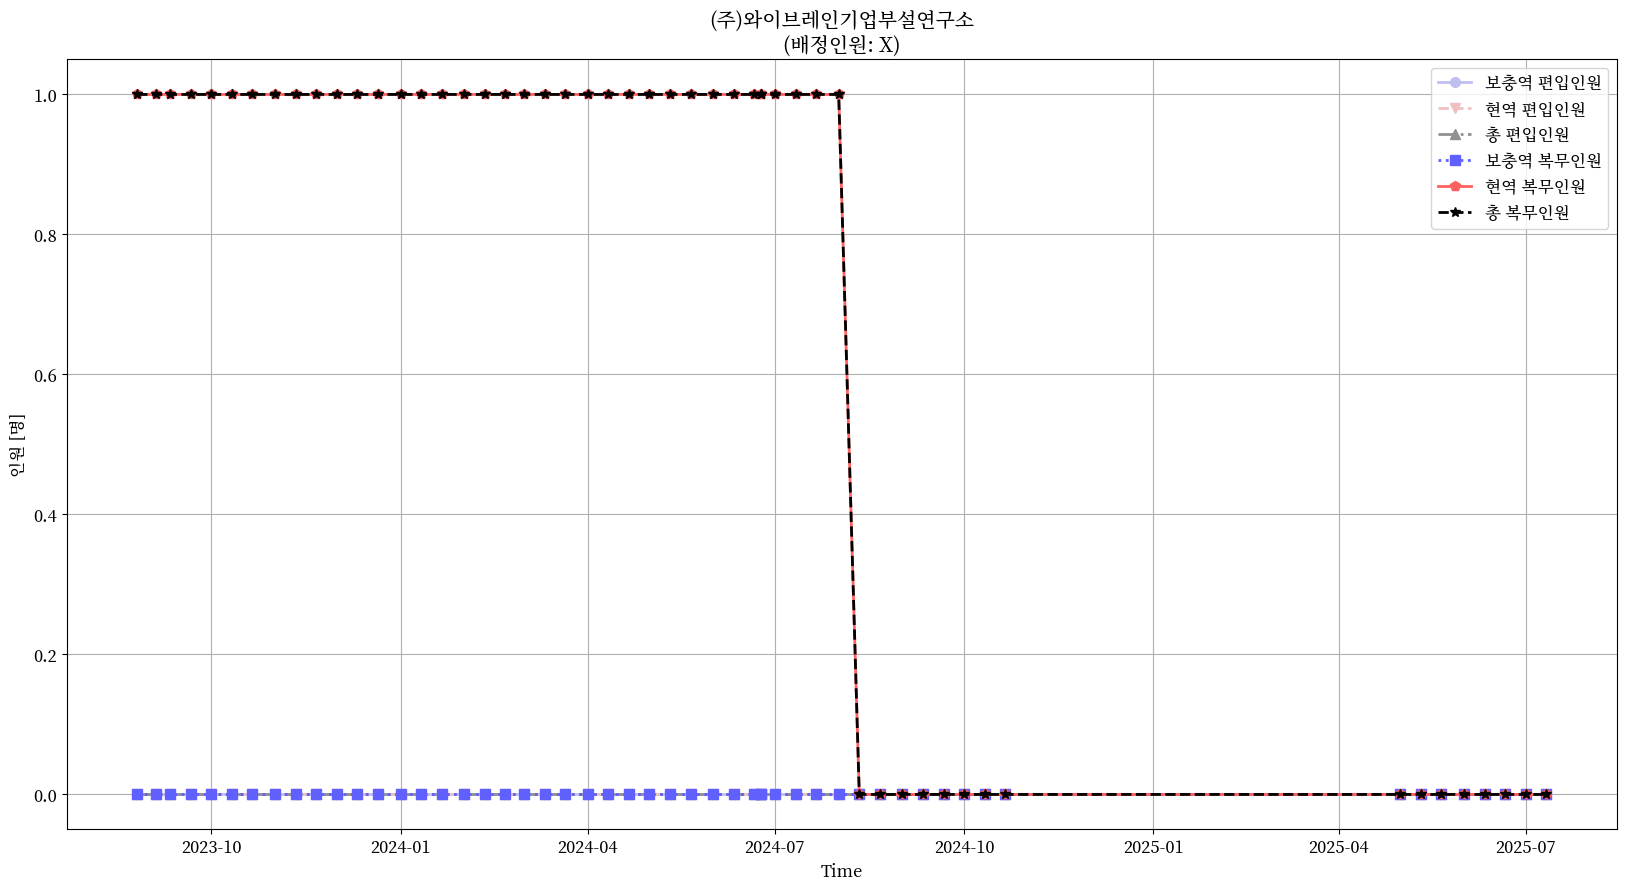 (주)와이브레인기업부설연구소
(배정인원: X)
보충역 편입인원
현역 편입인원
총 편입인원
보충역 복무인원
현역 복무인원
총 복무인원
인원 [명]
1.0
0.8
0.6
0.4
0.2
0.0
2023-10
2024-01
2024-04
2024-07
2024-10
2025-01
2025-04
2025-07
Time